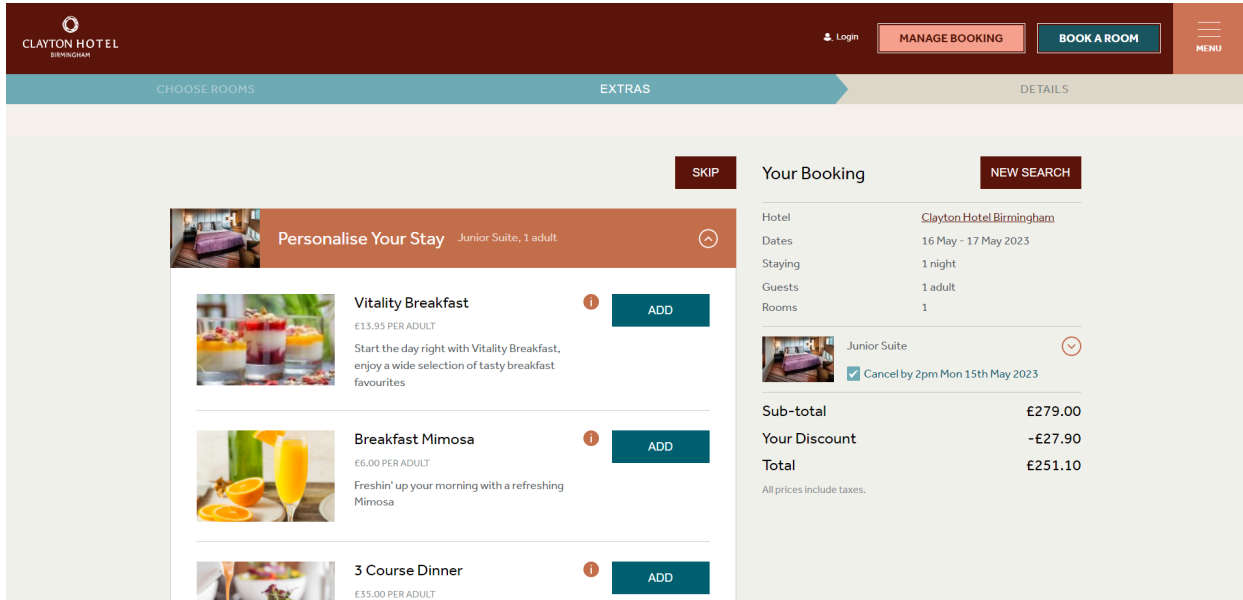 CLAYTON HOTEL
BIRMINGHAM
Login
MANAGE BOOKING
BOOK A ROOM
MENU
CHOOSE ROOMS
EXTRAS
DETAILS
SKIP
Personalise Your Stay Junior Suite, 1 adult
Vitality Breakfast
£13.95 PER ADULT
Start the day right with Vitality Breakfast,
enjoy a wide selection of tasty breakfast
favourites
ADD
Breakfast Mimosa
£6.00 PER ADULT
Freshin' up your morning with a refreshing
Mimosa
ADD
3 Course Dinner
£35.00 PER ADULT
ADD
Your Booking
NEW SEARCH
Hotel Clayton Hotel Birmingham
Dates 16 May - 17 May 2023
Staying 1 night
Guests 1 adult
Rooms 1
Junior Suite
Cancel by 2pm Mon 15th May 2023
Sub-total £279.00
Your Discount -£27.90
Total £251.10
All prices include taxes.